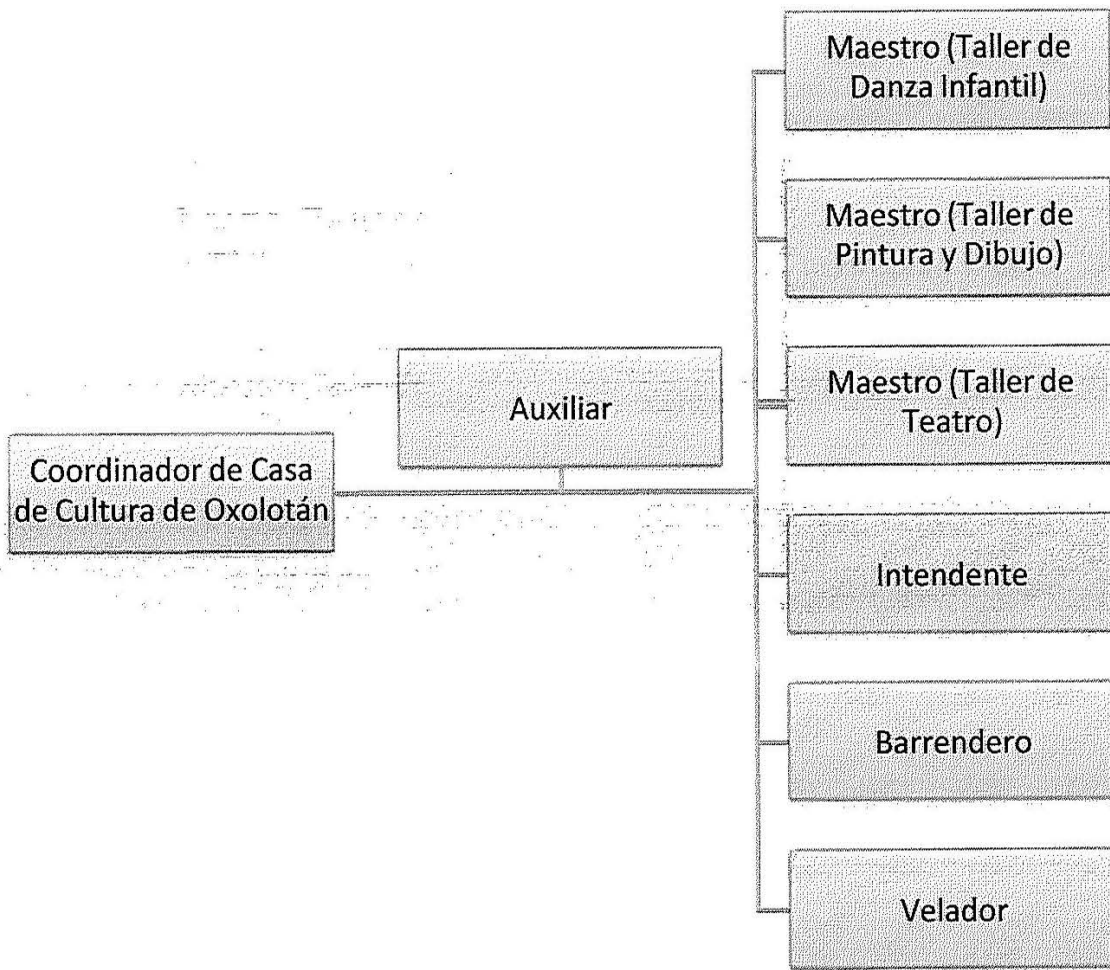 Maestro (Taller de
Danza Infantil)
Maestro (Taller de
Pintura y Dibujo)
Maestro (Taller de
Teatro)
Auxiliar
Coordinador de Casa
de Cultura de Oxolotán
Intendente
Barrendero
Velador